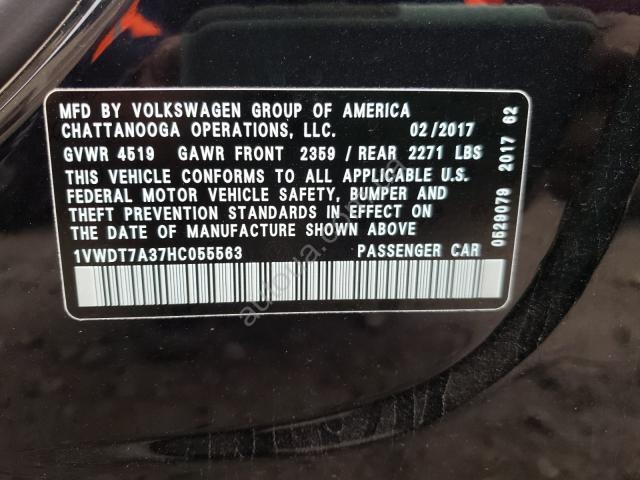 MFD BY VOLKSWAGEN GROUP OF AMERICA
CHATTANOOGA OPERATIONS, LLC. 02/2017
GVWR 4519 GAWR FRONT 2359 / REAR 2271 LBS
THIS VEHICLE CONFORMS TO ALL APPLICABLE U.S.
FEDERAL MOTOR VEHICLE SAFETY, BUMPER AND
THEFT PREVENTION STANDARDS IN EFFECT ON
THE DATE OF MANUFACTURE SHOWN ABOVE
1VWDT7A37HC055563 PASSENGER CAR
0529079 2017 62